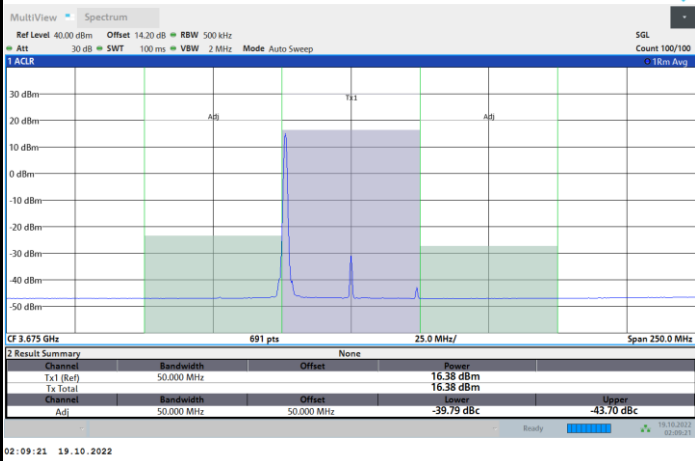 MultiView Spectrum
Ref Level 40.00 dBm Offset 14.20 dB RBW 500 kHz SGL
Att 30 dB SWT 100 ms VBW 2 MHz Mode Auto Sweep Count 100/100
1 ACLR 1Rm Avg
30 dBm
Tx1
20 dBm Adj Adj
10 dBm
0 dBm
-10 dBm
-20 dBm
-30 dBm
-40 dBm
-50 dBm
CF 3.675 GHz 691 pts 25.0 MHz/ Span 250.0 MHz
2 Result Summary None
Channel Bandwidth Offset Power
Tx1 (Ref) 50.000 MHz 16.38 dBm
Tx Total 16.38 dBm
Channel Bandwidth Offset Lower Upper
Adj 50.000 MHz 50.000 MHz -39.79 dBc -43.70 dBc
Ready 19.10.2022
02:09:21
02:09:21 19.10.2022